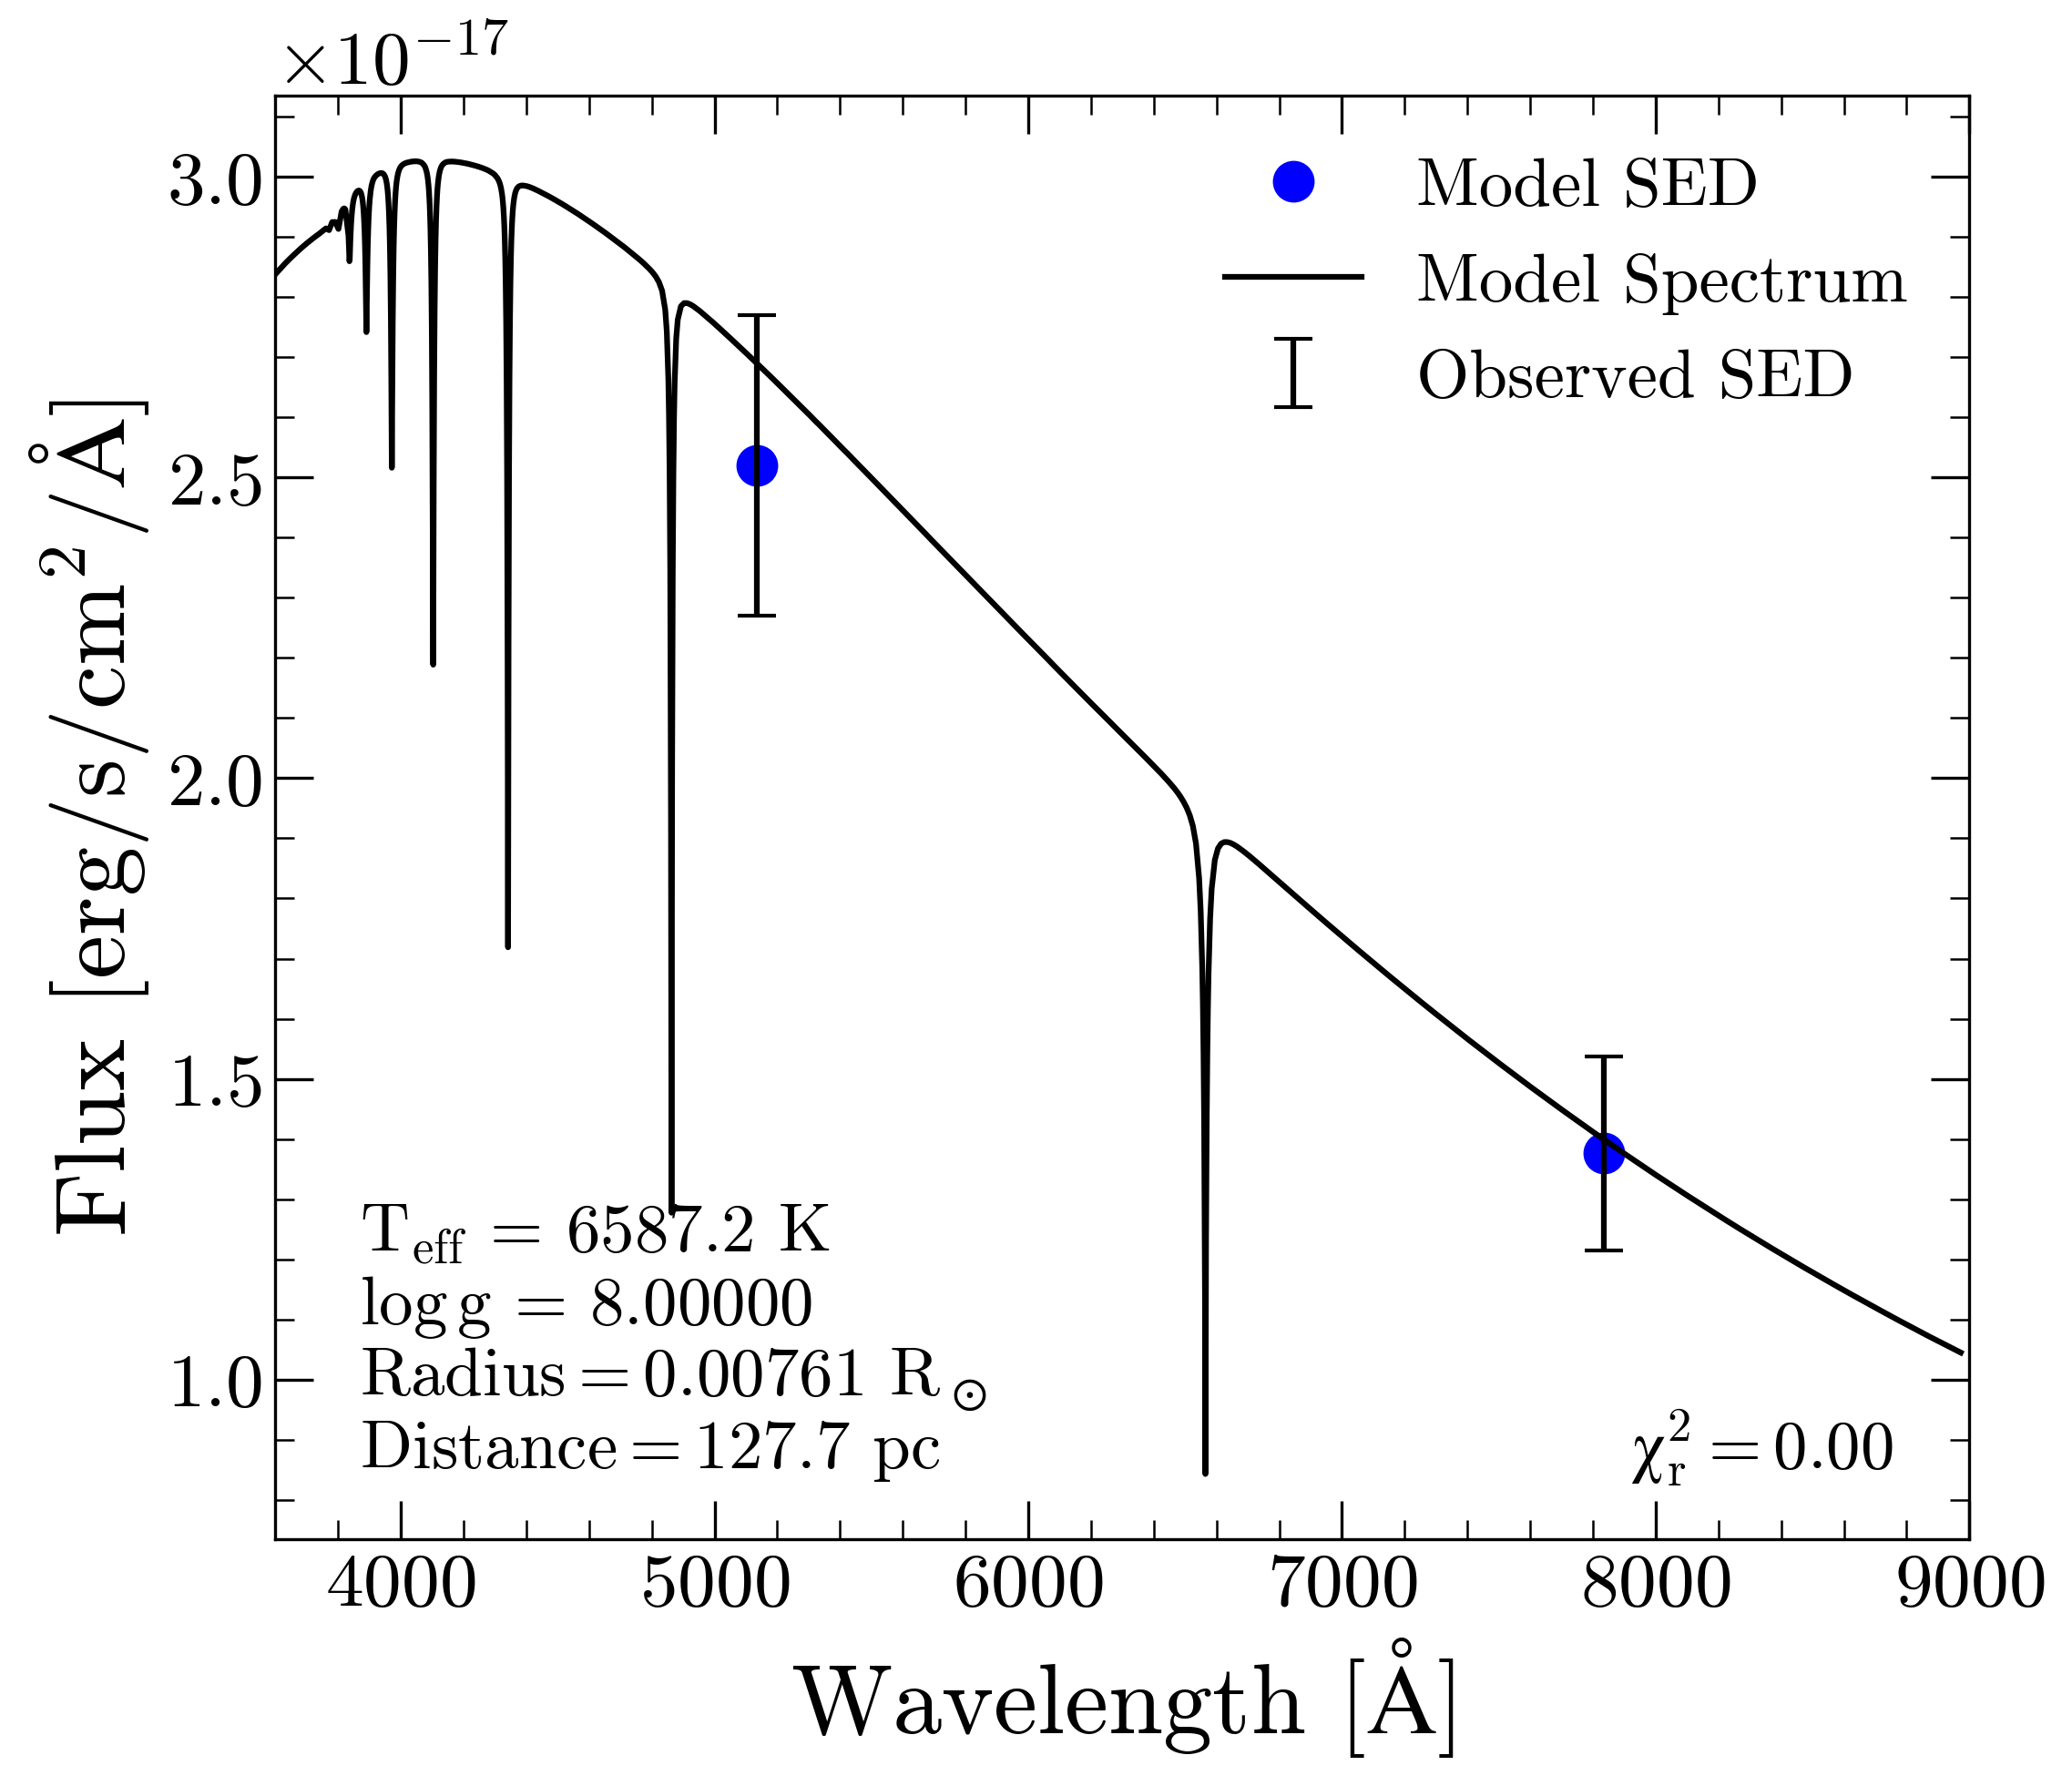 ×10⁻¹⁷
Flux [erg/s/cm²/Å]
3.0
2.5
2.0
1.5
1.0
Model SED
Model Spectrum
Observed SED
T_eff = 6587.2 K
log g = 8.00000
Radius = 0.00761 R_⊙
Distance = 127.7 pc
χ²_r = 0.00
4000 5000 6000 7000 8000 9000
Wavelength [Å]